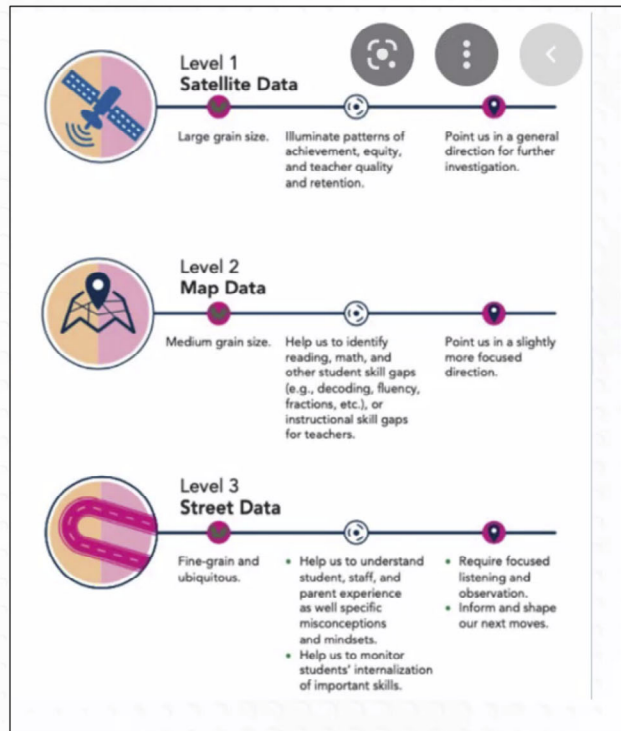 Level 1
Satellite Data
Large grain size.
Illuminate patterns of
achievement, equity,
and teacher quality
and retention.
Point us in a general
direction for further
investigation.
Level 2
Map Data
Medium grain size.
Help us to identify
reading, math, and
other student skill gaps
(e.g., decoding, fluency,
fractions, etc.), or
instructional skill gaps
for teachers.
Point us in a slightly
more focused
direction.
Level 3
Street Data
Fine-grain and
ubiquitous.
• Help us to understand
student, staff, and
parent experience
as well specific
misconceptions
and mindsets.
• Help us to monitor
students' internalization
of important skills.
• Require focused
listening and
observation.
• Inform and shape
our next moves.